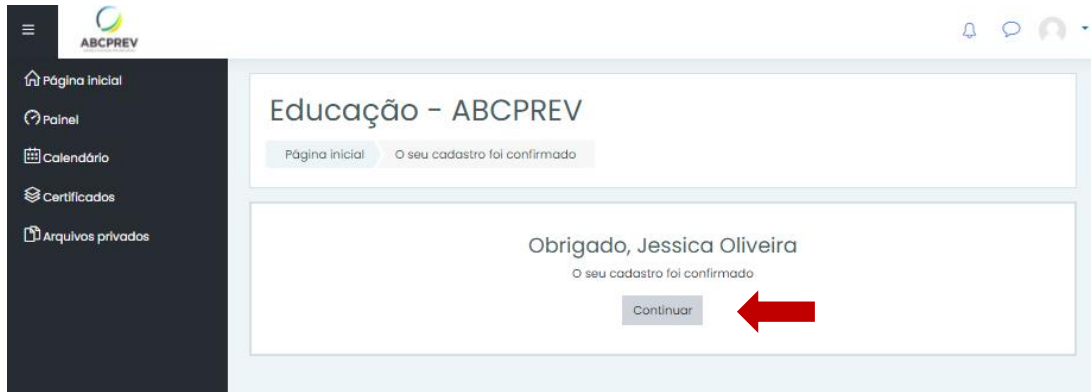 ABCPREV
Página inicial
Painel
Calendário
Certificados
Arquivos privados
Educação - ABCPREV
Página inicial
O seu cadastro foi confirmado
Obrigado, Jessica Oliveira
O seu cadastro foi confirmado
Continuar